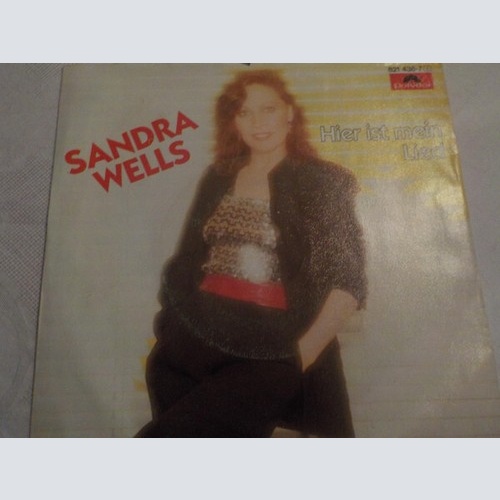 Polydor
Hier ist mein
Lied
SANDRA
WELLS